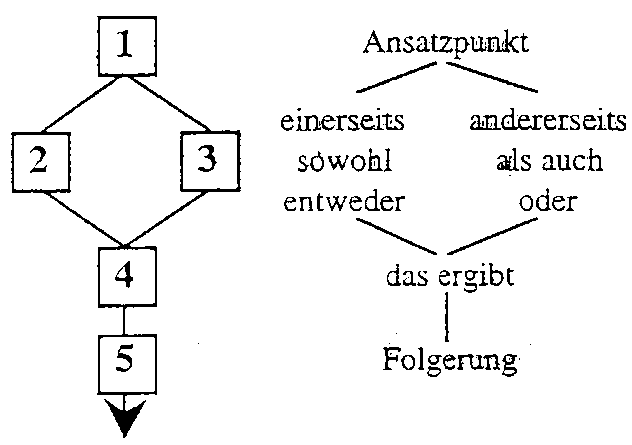 1
2 3
4
5
Ansatzpunkt
einerseits andererseits
sowohl als auch
entweder oder
das ergibt
Folgerung